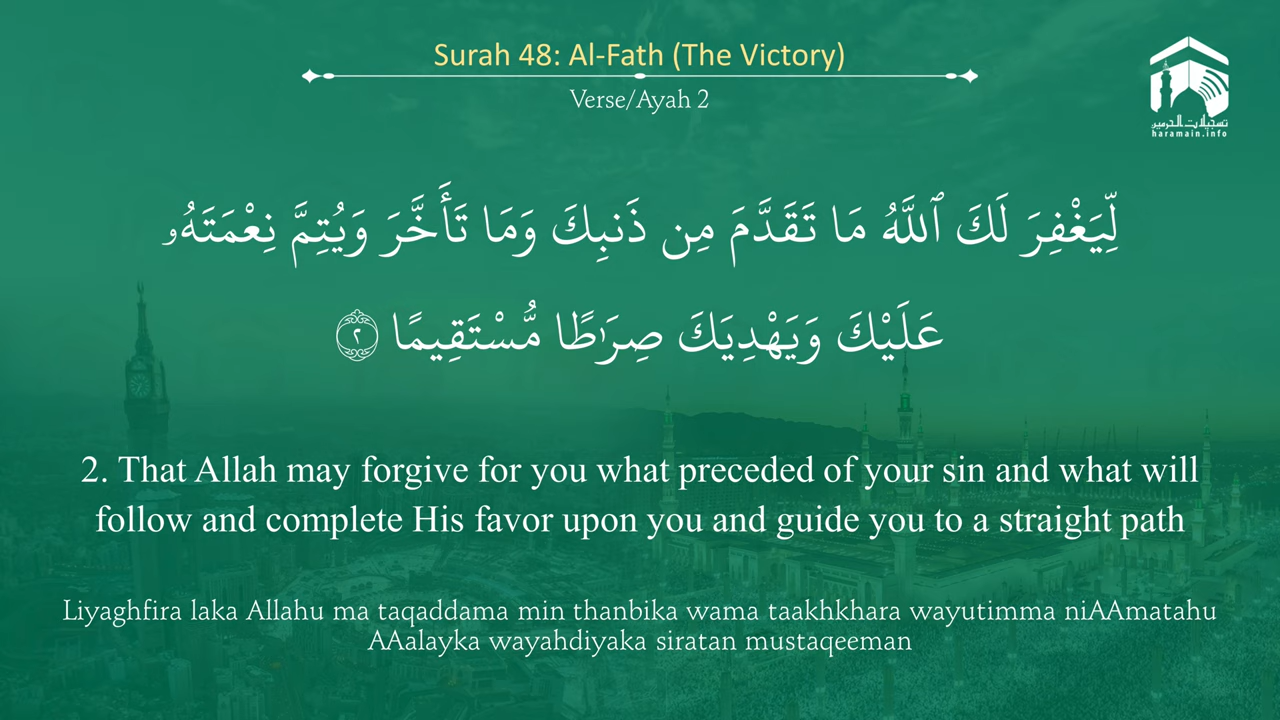 Surah 48: Al-Fath (The Victory)
Verse/Ayah 2
تسجيلات الحرمين
haramain.info
لِّيَغْفِرَ لَكَ ٱللَّهُ مَا تَقَدَّمَ مِن ذَنۢبِكَ وَمَا تَأَخَّرَ وَيُتِمَّ نِعْمَتَهُۥ
عَلَيْكَ وَيَهْدِيَكَ صِرَٰطًا مُّسْتَقِيمًا ٢
2. That Allah may forgive for you what preceded of your sin and what will
follow and complete His favor upon you and guide you to a straight path
Liyaghfira laka Allahu ma taqaddama min thanbika wama taakhkhara wayutimma niAAmatahu
AAalayka wayahdiyaka siratan mustaqeeman